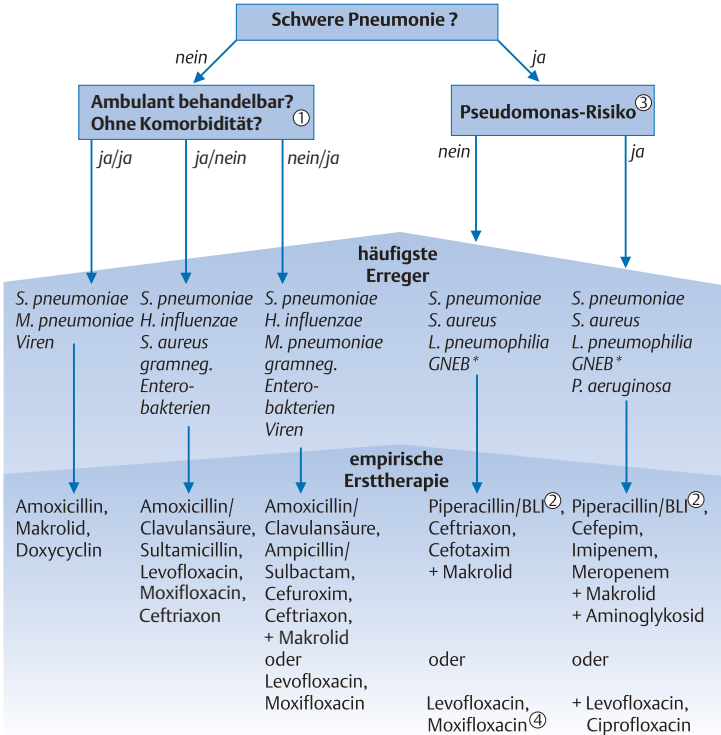 Schwere Pneumonie ?
nein
ja
Ambulant behandelbar?
Ohne Komorbidität? ①
Pseudomonas-Risiko ③
ja/ja
ja/nein
nein/ja
nein
ja
häufigste
Erreger
S. pneumoniae
M. pneumoniae
Viren
S. pneumoniae
H. influenzae
S. aureus
gramneg.
Entero-
bakterien
S. pneumoniae
H. influenzae
M. pneumoniae
gramneg.
Entero-
bakterien
Viren
S. pneumoniae
S. aureus
L. pneumophilia
GNEB*
S. pneumoniae
S. aureus
L. pneumophilia
GNEB*
P. aeruginosa
empirische
Ersttherapie
Amoxicillin,
Makrolid,
Doxycyclin
Amoxicillin/
Clavulansäure,
Sultamicillin,
Levofloxacin,
Moxifloxacin,
Ceftriaxon
Amoxicillin/
Clavulansäure,
Ampicillin/
Sulbactam,
Cefuroxim,
Ceftriaxon,
+ Makrolid
oder
Levofloxacin,
Moxifloxacin
Piperacillin/BLI②,
Ceftriaxon,
Cefotaxim
+ Makrolid
oder
Levofloxacin,
Moxifloxacin④
Piperacillin/BLI②,
Cefepim,
Imipenem,
Meropenem
+ Makrolid
+ Aminoglykosid
oder
+ Levofloxacin,
Ciprofloxacin